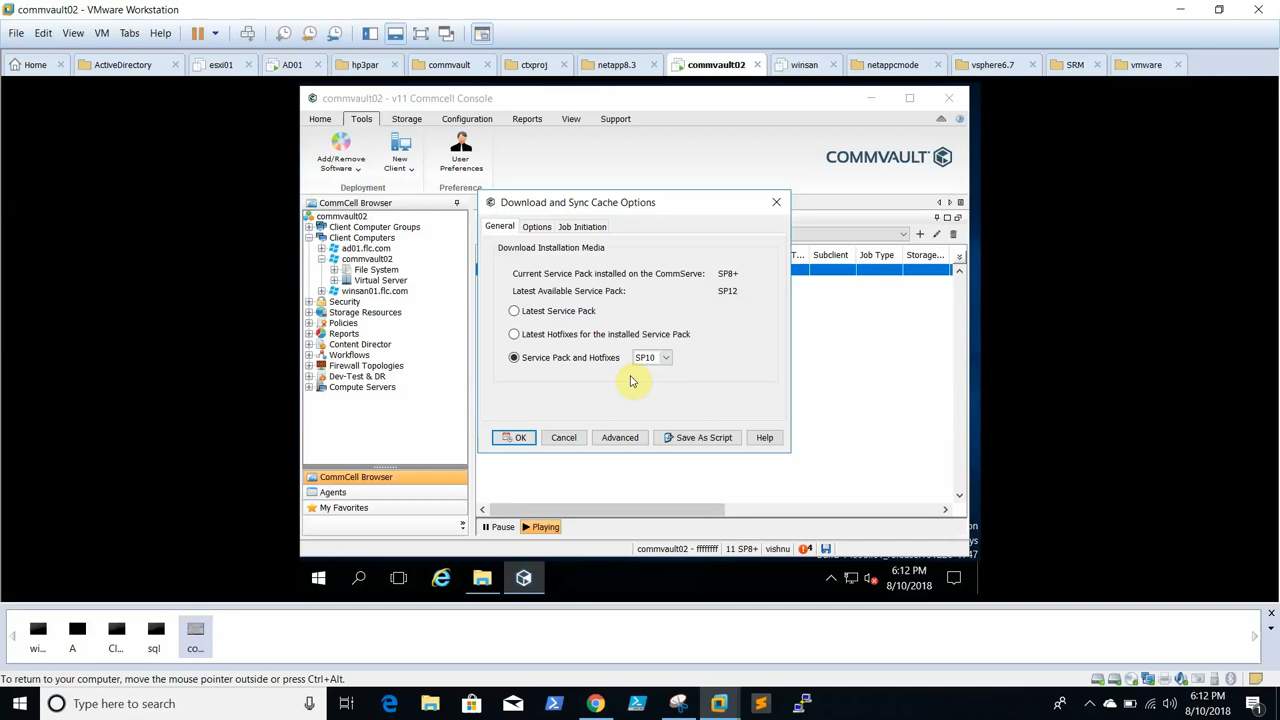 commvault02 - VMware Workstation
File Edit View VM Tabs Help
Home ActiveDirectory esxi01 AD01 hp3par commvault ctxproj netapp8.3 commvault02 winsan netappcmode vsphere6.7 SRM vmware
commvault02 - v11 Commcell Console
Home Tools Storage Configuration Reports View Support
Add/Remove Software
New Client
User Preferences
Deployment
Preference
COMMVAULT
CommCell Browser
commvault02
Client Computer Groups
Client Computers
ad01.flc.com
commvault02
File System
Virtual Server
winsan01.flc.com
Security
Storage Resources
Policies
Reports
Content Director
Workflows
Firewall Topologies
Dev-Test & DR
Compute Servers
CommCell Browser
Agents
My Favorites
Download and Sync Cache Options
General Options Job Initiation
Download Installation Media
Current Service Pack installed on the CommServe: SP8+
Latest Available Service Pack: SP12
Latest Service Pack
Latest Hotfixes for the installed Service Pack
Service Pack and Hotfixes SP10
OK Cancel Advanced Save As Script Help
T... Subclient Job Type Storage...
Pause Playing
commvault02 - ffffffff 11 SP8+ vishnu
6:12 PM
8/10/2018
wi... A Cl... sql co...
To return to your computer, move the mouse pointer outside or press Ctrl+Alt.
Type here to search
6:12 PM
8/10/2018